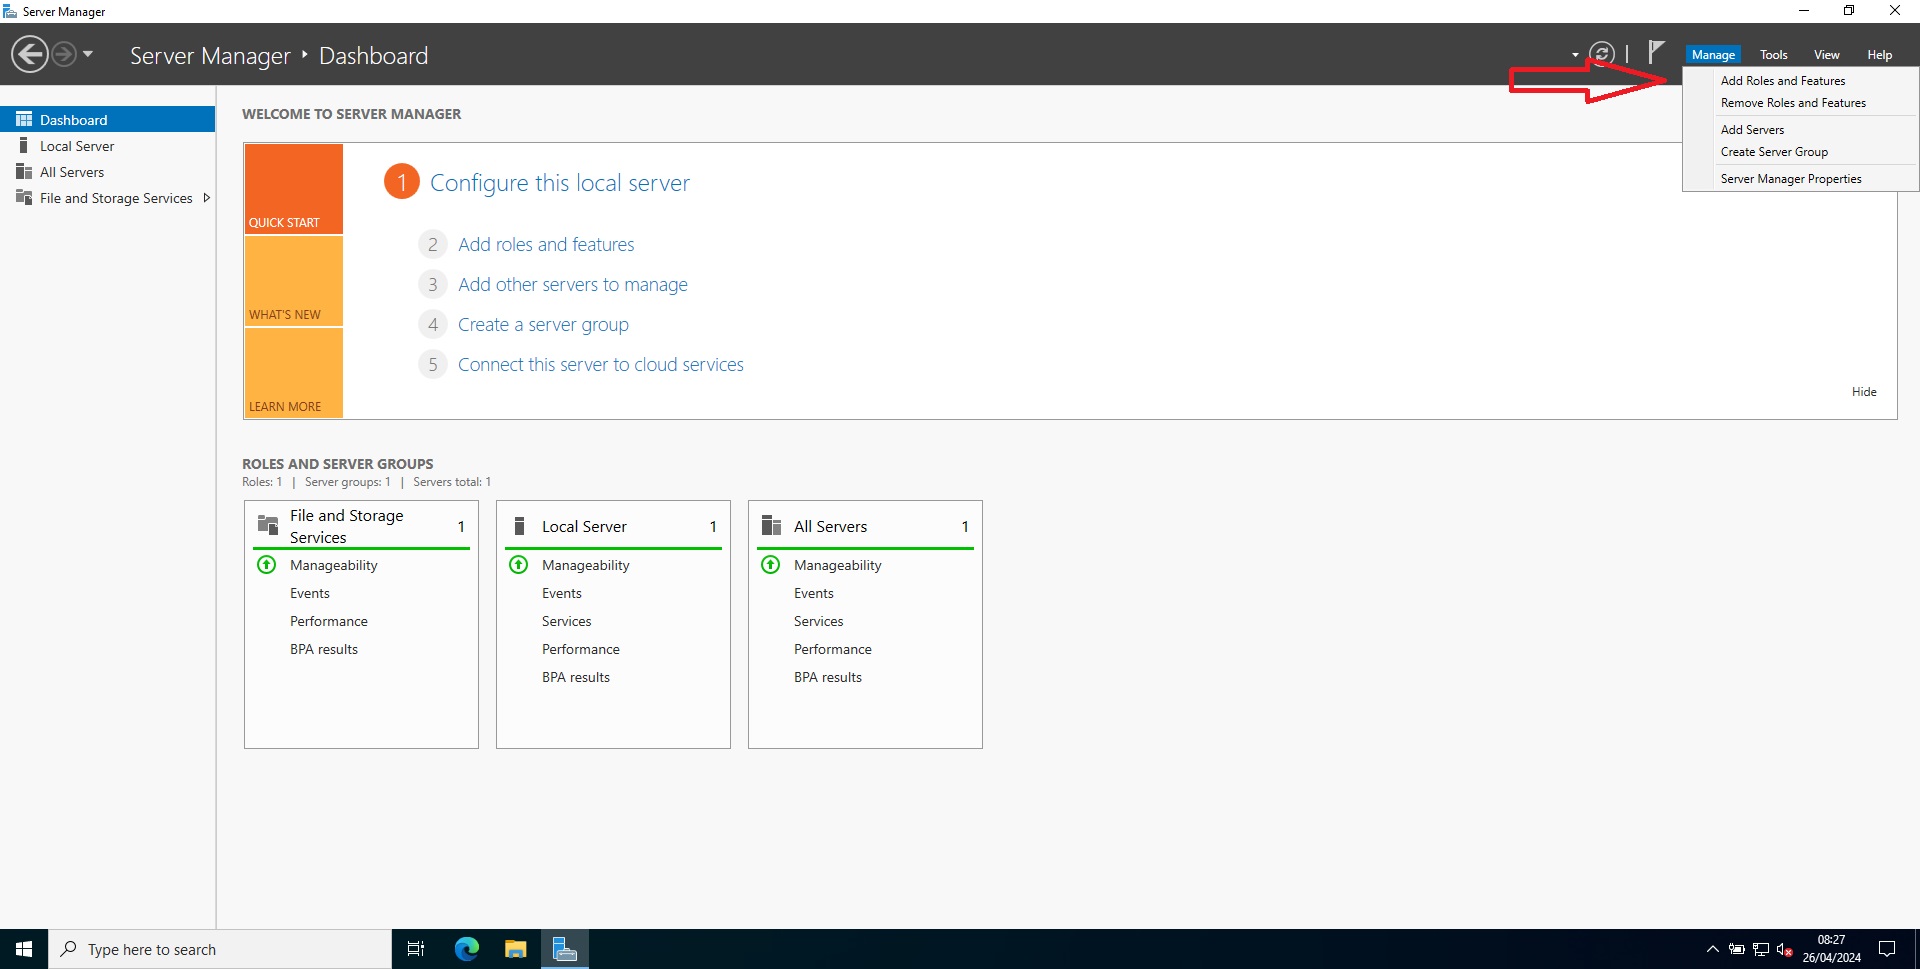 Server Manager
Server Manager ‣ Dashboard
Manage
Tools
View
Help
Add Roles and Features
Remove Roles and Features
Add Servers
Create Server Group
Server Manager Properties
Dashboard
Local Server
All Servers
File and Storage Services
WELCOME TO SERVER MANAGER
QUICK START
WHAT'S NEW
LEARN MORE
1 Configure this local server
2 Add roles and features
3 Add other servers to manage
4 Create a server group
5 Connect this server to cloud services
Hide
ROLES AND SERVER GROUPS
Roles: 1 | Server groups: 1 | Servers total: 1
File and Storage
Services
1
Manageability
Events
Performance
BPA results
Local Server 1
Manageability
Events
Services
Performance
BPA results
All Servers 1
Manageability
Events
Services
Performance
BPA results
Type here to search
08:27
26/04/2024